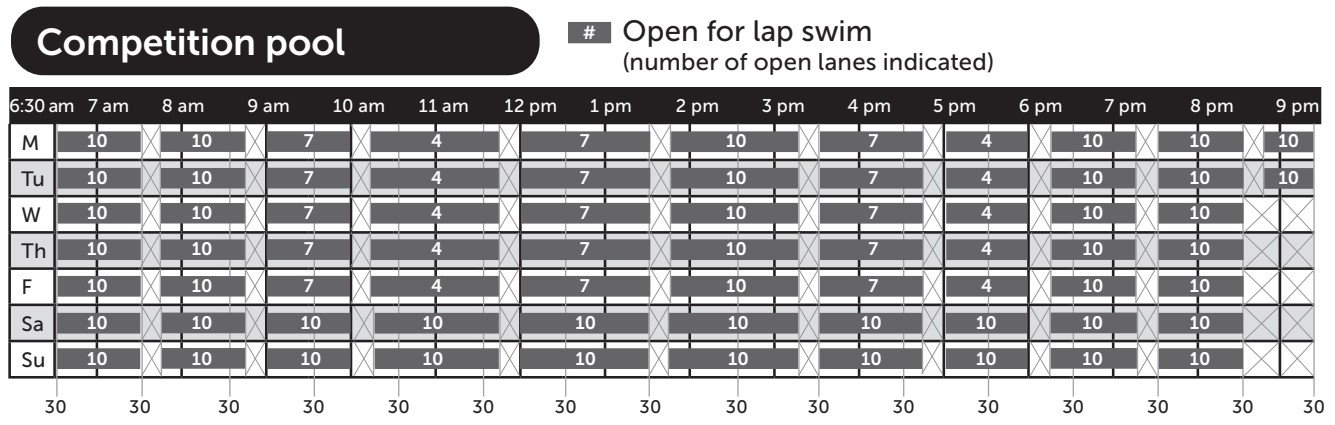 Competition pool
# Open for lap swim
(number of open lanes indicated)
6:30 am 7 am 8 am 9 am 10 am 11 am 12 pm 1 pm 2 pm 3 pm 4 pm 5 pm 6 pm 7 pm 8 pm 9 pm
M 10 10 7 4 7 10 7 4 10 10 10
Tu 10 10 7 4 7 10 7 4 10 10 10
W 10 10 7 4 7 10 7 4 10 10
Th 10 10 7 4 7 10 7 4 10 10
F 10 10 7 4 7 10 7 4 10 10
Sa 10 10 10 10 10 10 10 10 10 10
Su 10 10 10 10 10 10 10 10 10 10
30 30 30 30 30 30 30 30 30 30 30 30 30 30 30 30